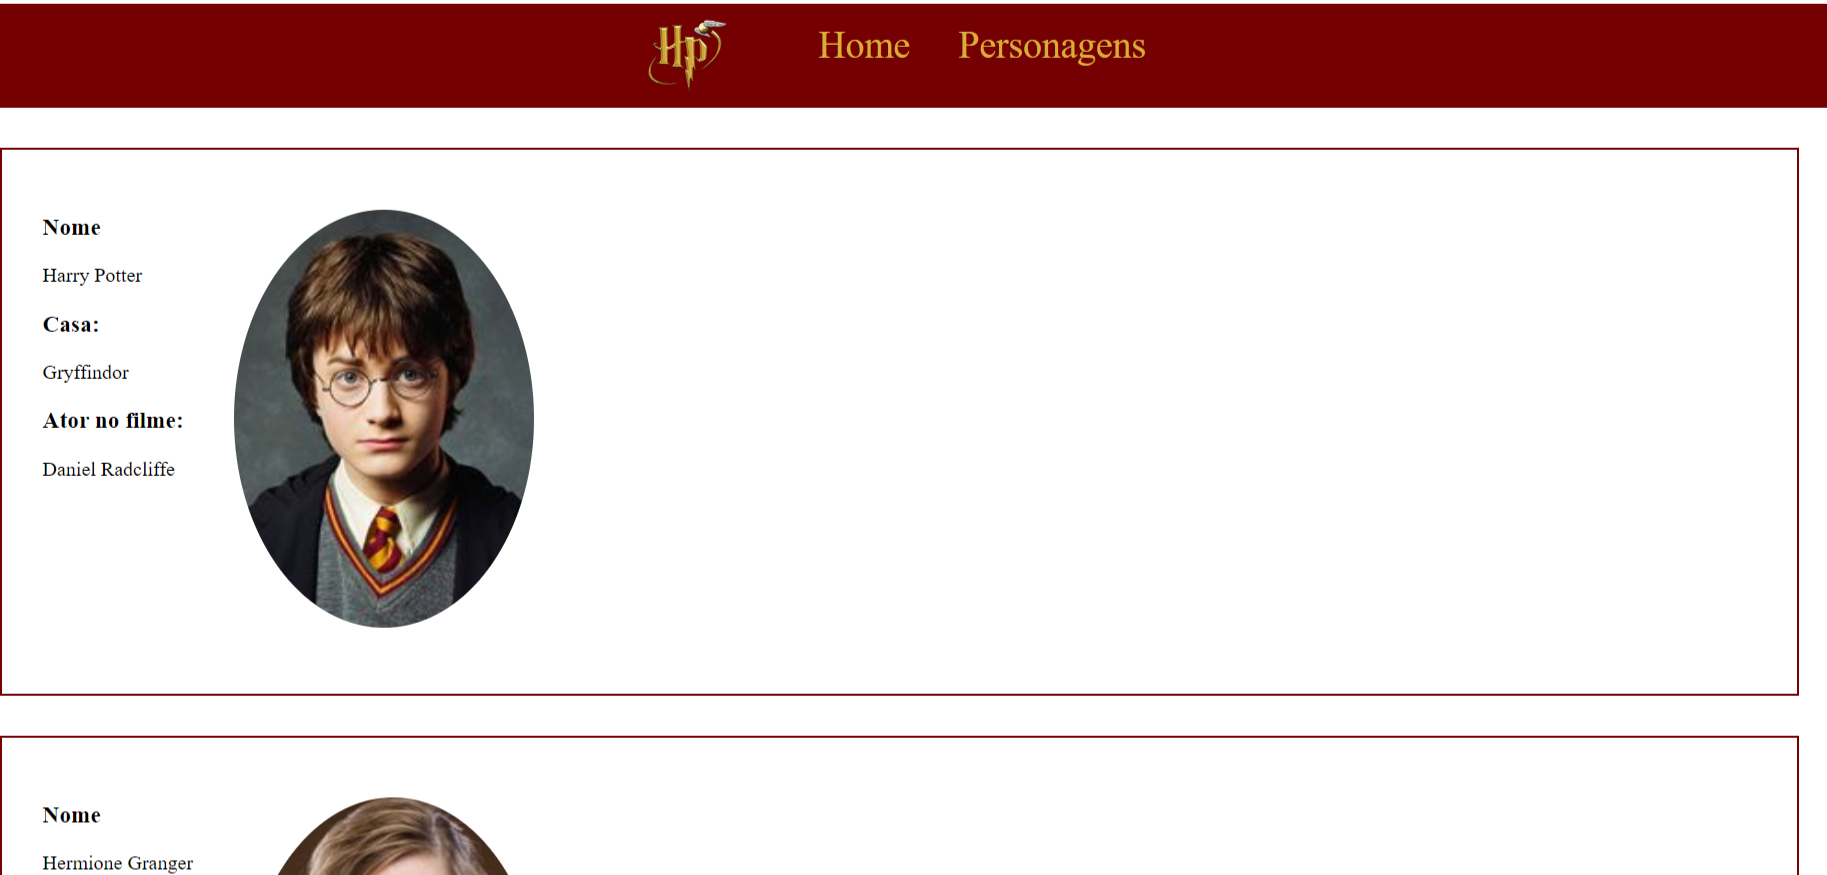 Hp
Home Personagens
Nome
Harry Potter
Casa:
Gryffindor
Ator no filme:
Daniel Radcliffe
Nome
Hermione Granger